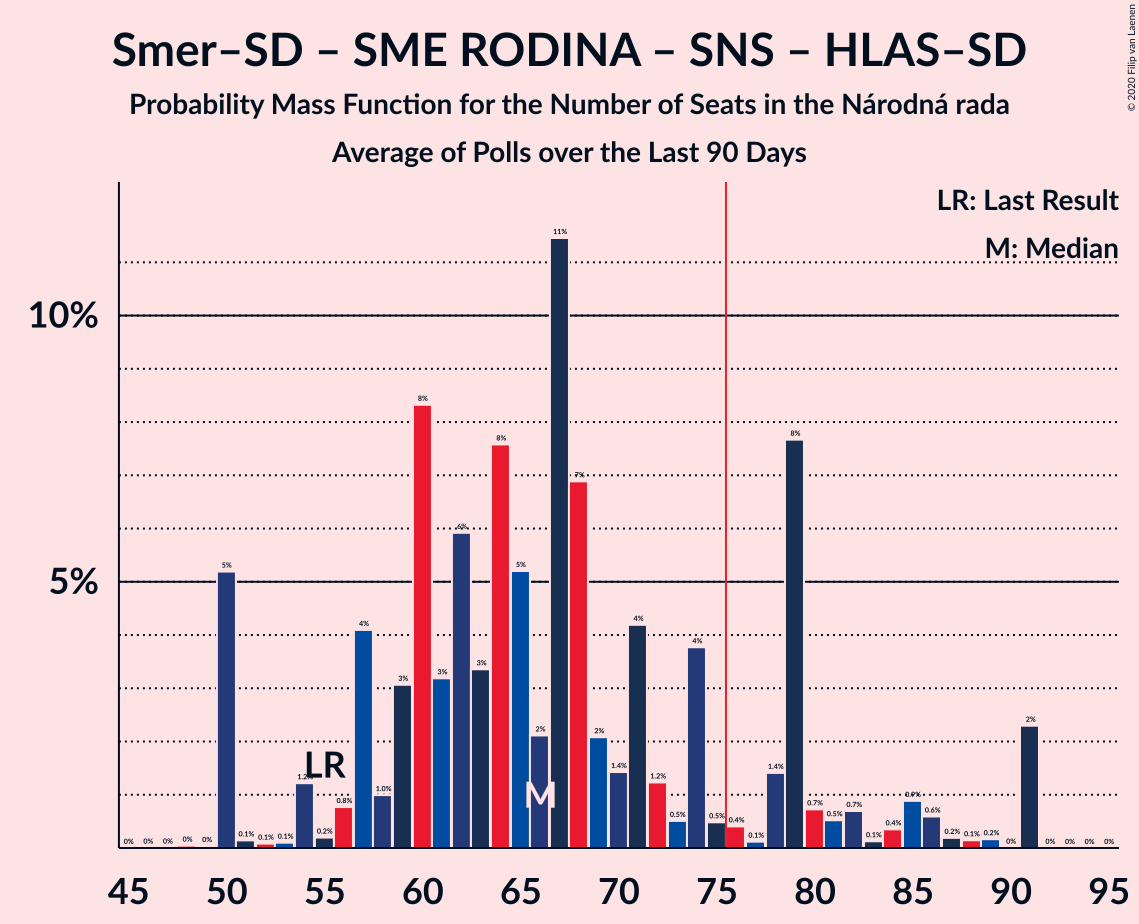 Smer–SD – SME RODINA – SNS – HLAS–SD
Probability Mass Function for the Number of Seats in the Národná rada
Average of Polls over the Last 90 Days
© 2020 Filip van Laenen
LR: Last Result
M: Median
10%
5%
0% 0% 0% 0% 0% 5% 0.1% 0.1% 0.1% 1.2% 0.2% 0.8% 4% 1.0% 3% 8% 3% 6% 3% 8% 5% 2% 11% 7% 2% 1.4% 4% 1.2% 0.5% 4% 0.5% 0.4% 0.1% 1.4% 8% 0.7% 0.5% 0.7% 0.1% 0.4% 0.9% 0.6% 0.2% 0.1% 0.2% 0% 2% 0% 0% 0% 0%
LR
M
45 50 55 60 65 70 75 80 85 90 95